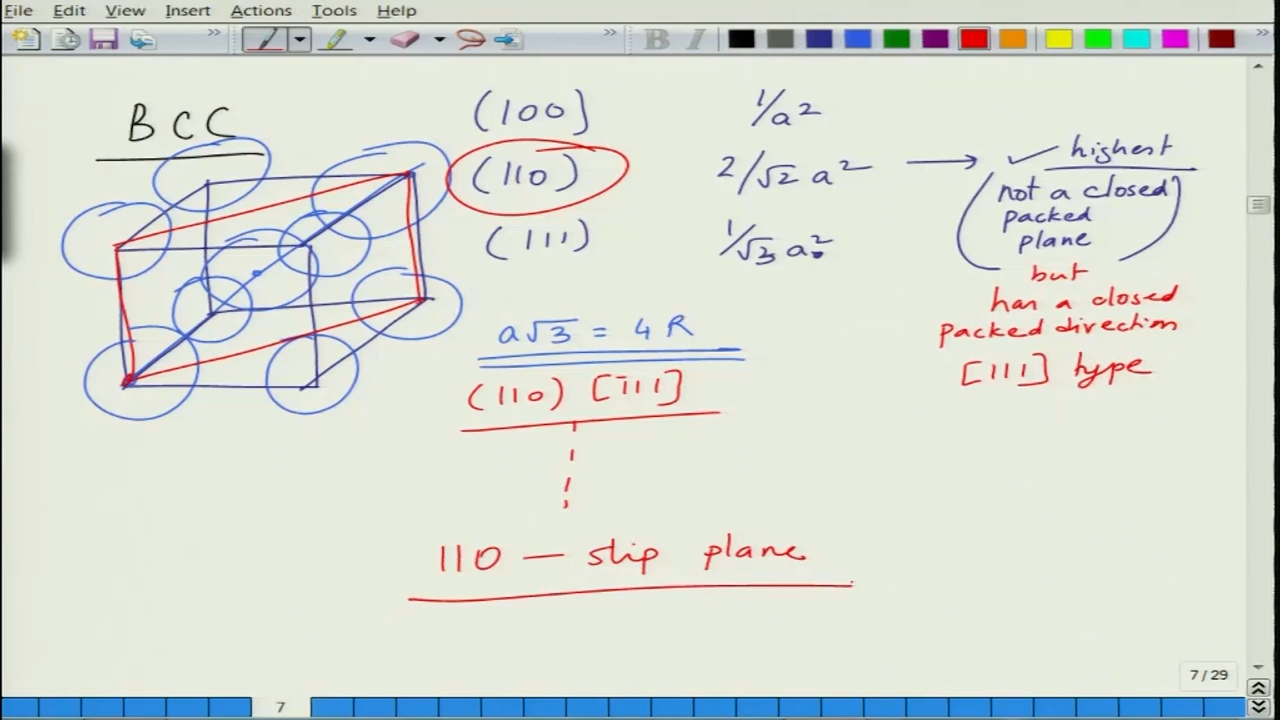 File Edit View Insert Actions Tools Help
B I
BCC
(100) 1/a²
(110) 2/√2 a² → ✓ highest
(not a closed
packed
plane)
(111) 1/√3 a²
but
has a closed
packed direction
[111] type
a√3 = 4R
(110) [1̄11]
110 — slip plane
7 / 29
7